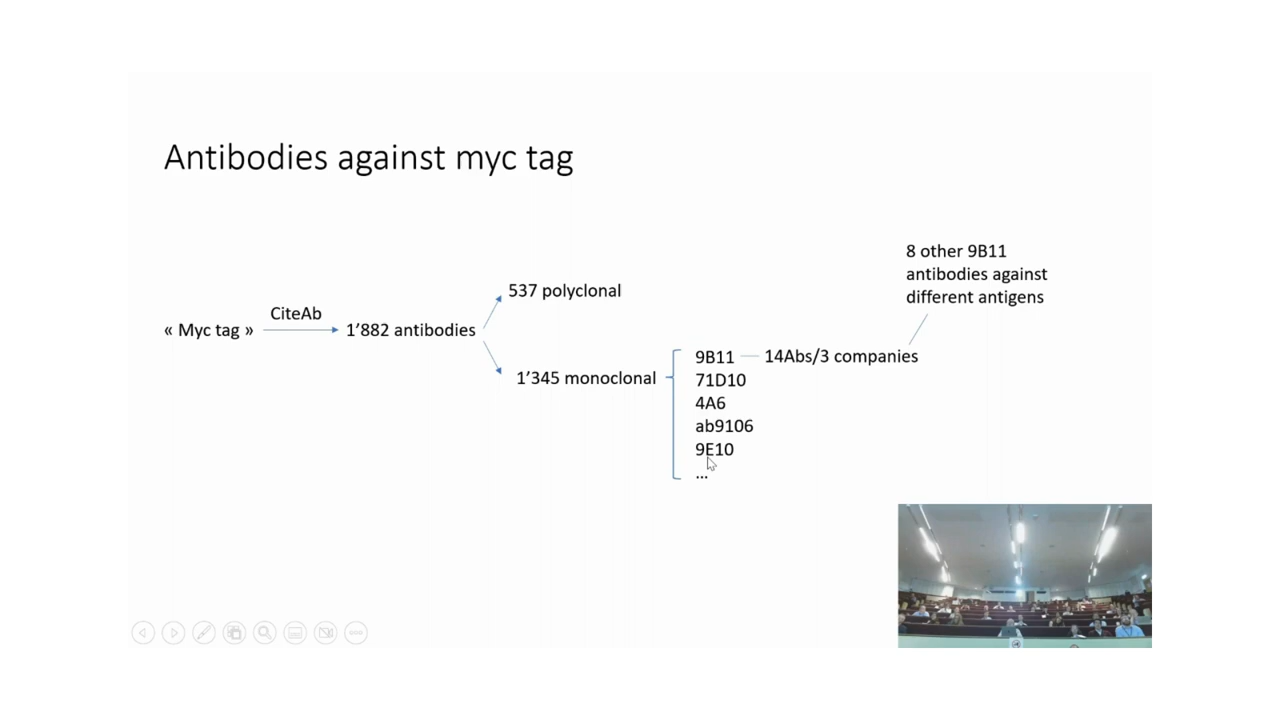 Antibodies against myc tag
« Myc tag »
CiteAb
1’882 antibodies
537 polyclonal
1’345 monoclonal
9B11
71D10
4A6
ab9106
9E10
...
14Abs/3 companies
8 other 9B11
antibodies against
different antigens